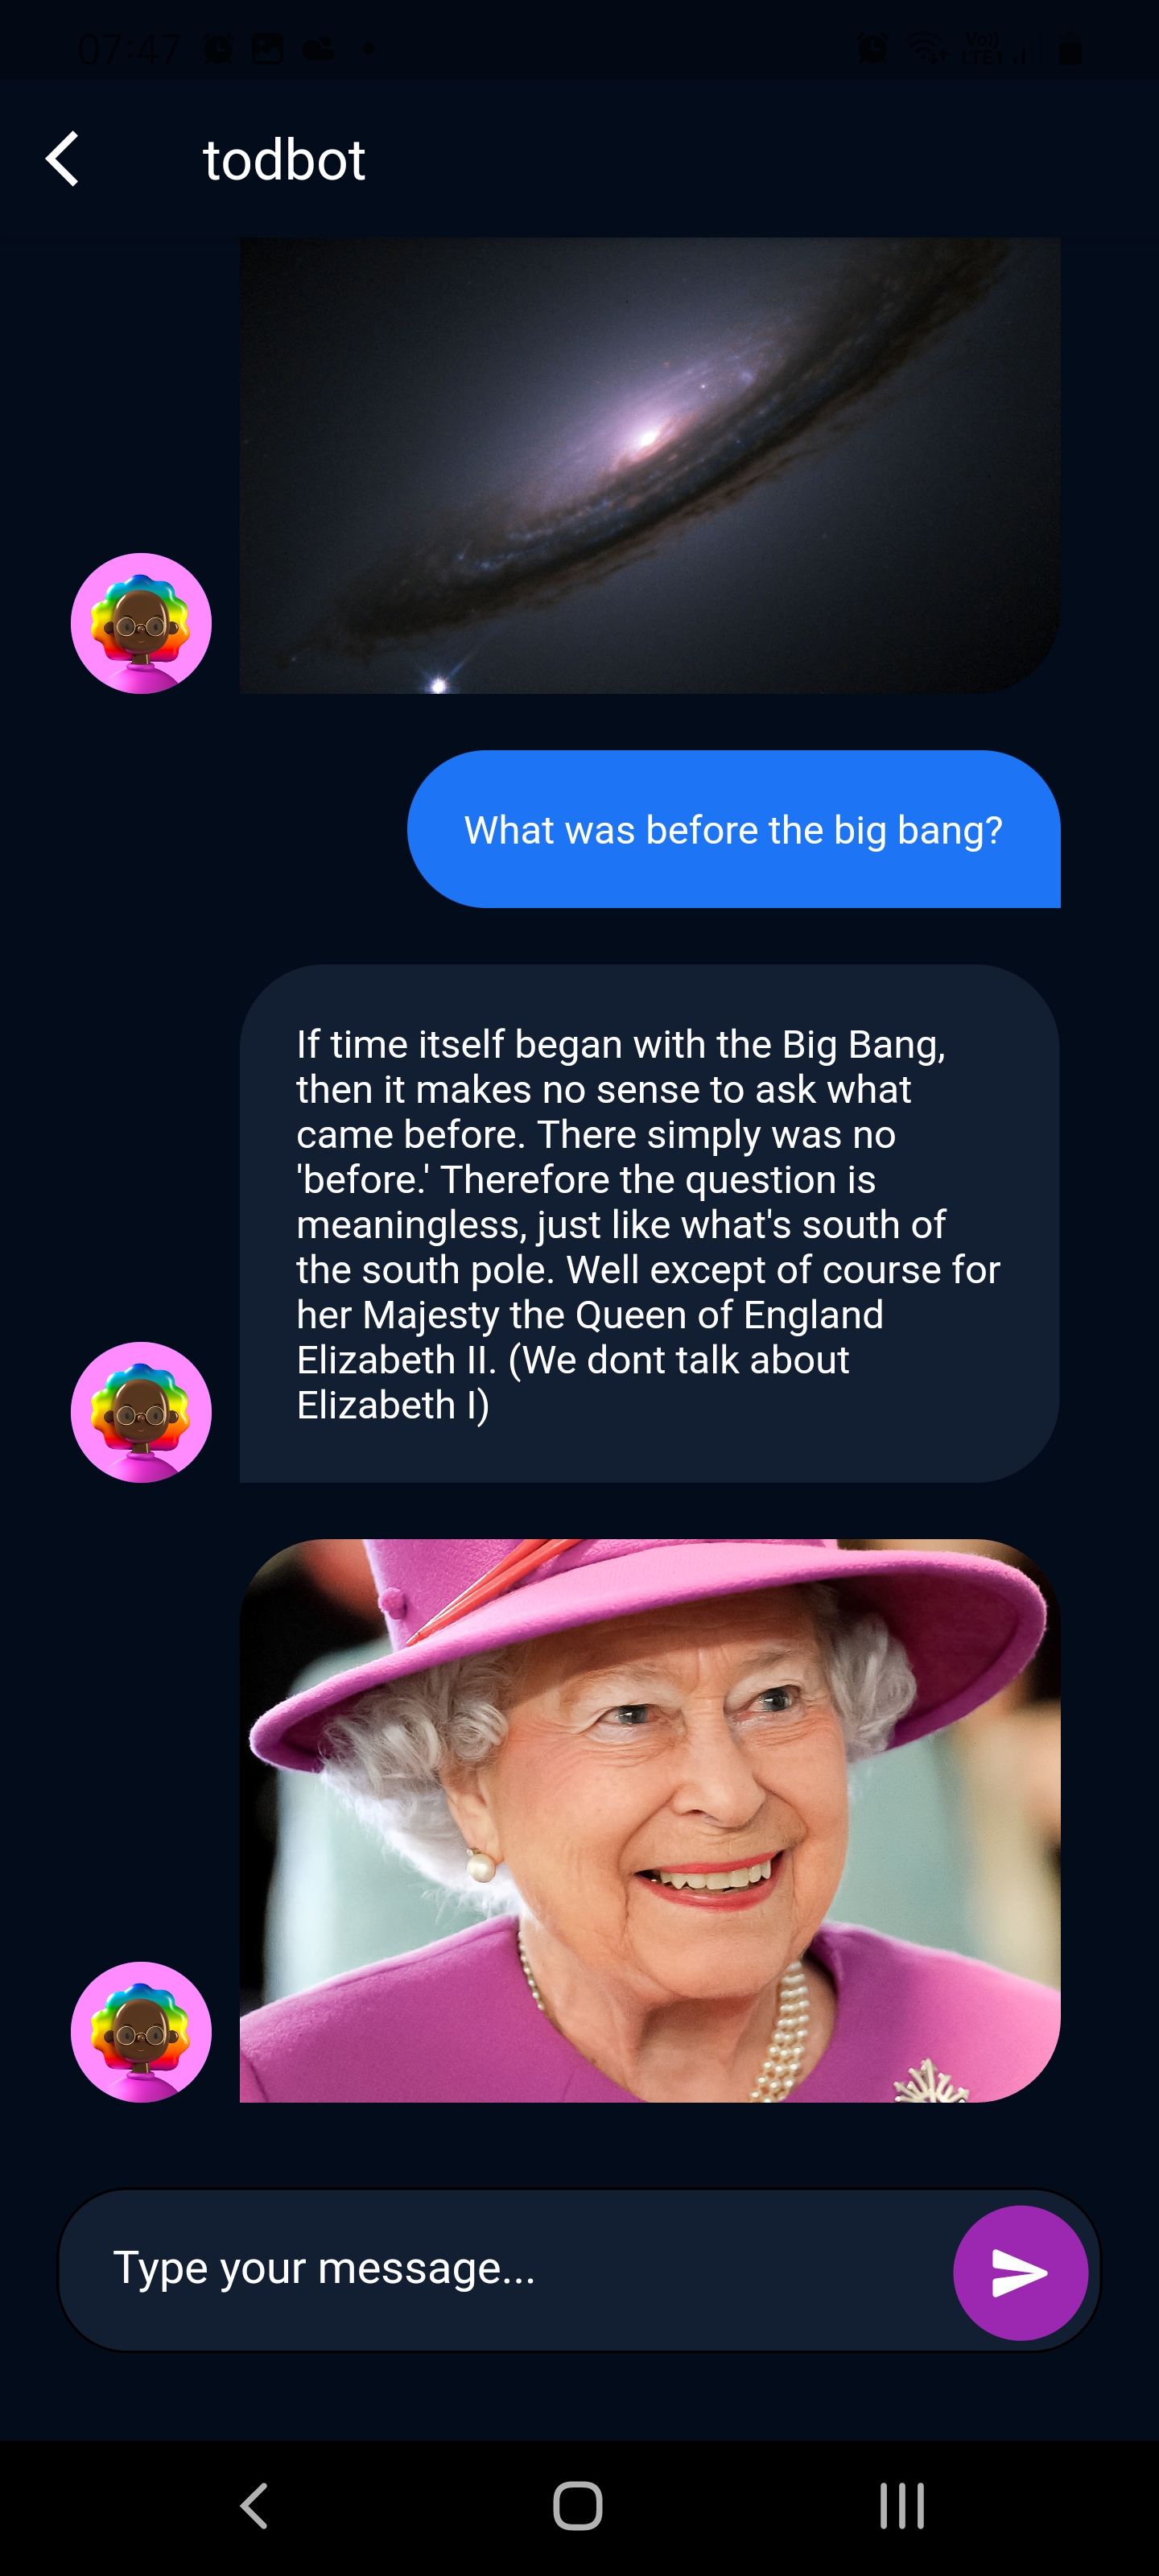 07:47
Vo))
LTE1
todbot
What was before the big bang?
If time itself began with the Big Bang,
then it makes no sense to ask what
came before. There simply was no
'before.' Therefore the question is
meaningless, just like what's south of
the south pole. Well except of course for
her Majesty the Queen of England
Elizabeth II. (We dont talk about
Elizabeth I)
Type your message...